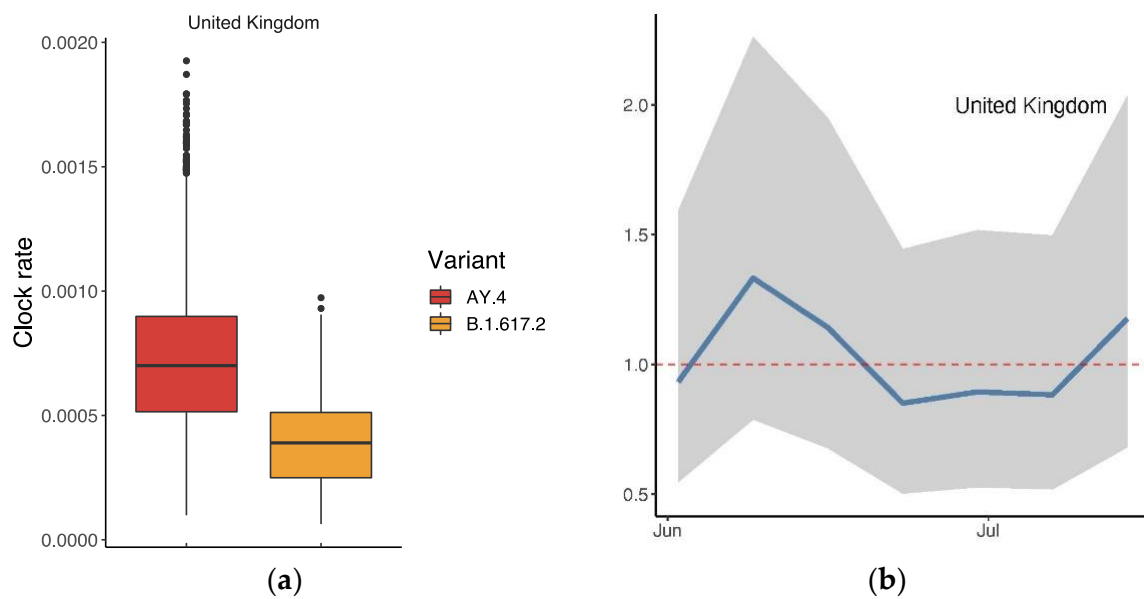 United Kingdom
0.0020
0.0015
0.0010
0.0005
0.0000
Clock rate
Variant
AY.4
B.1.617.2
(a)
2.0
1.5
1.0
0.5
United Kingdom
Jun
Jul
(b)